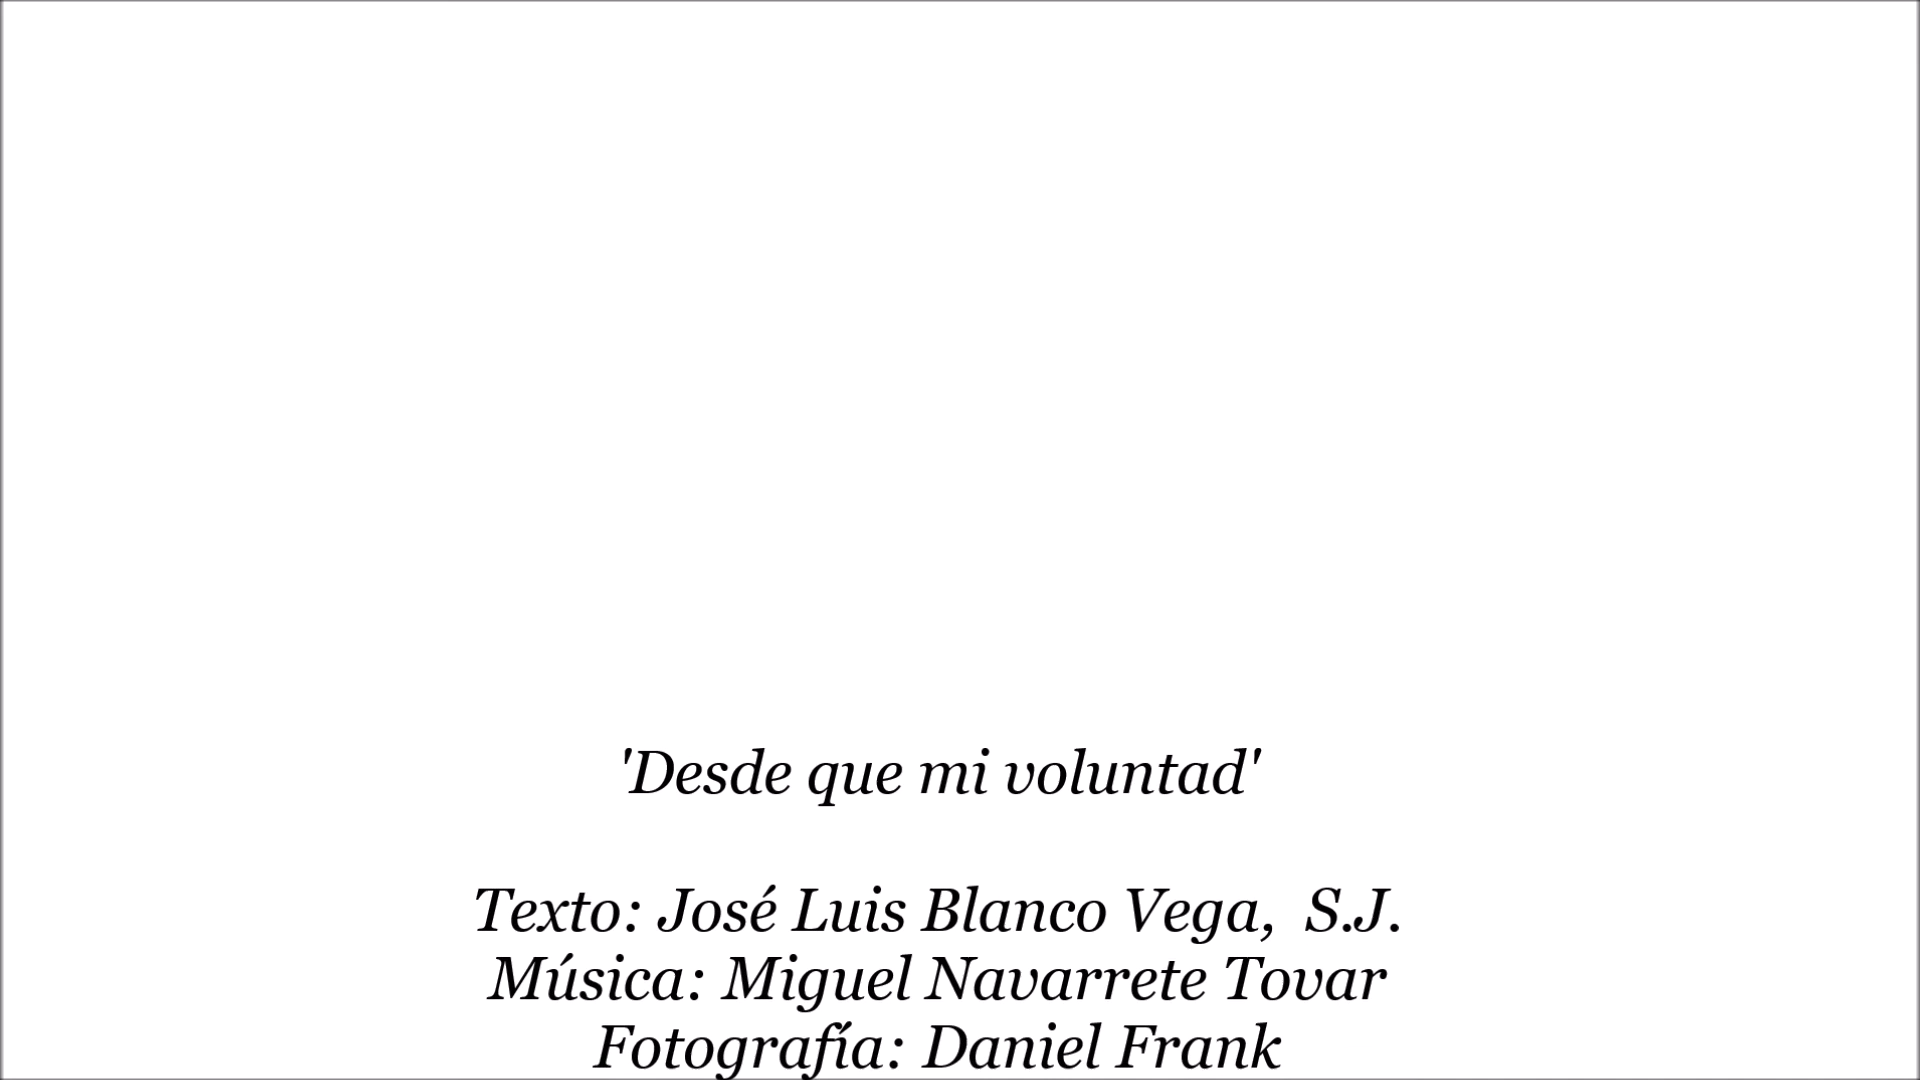 'Desde que mi voluntad'
Texto: José Luis Blanco Vega,  S.J.
Música: Miguel Navarrete Tovar
Fotografía: Daniel Frank